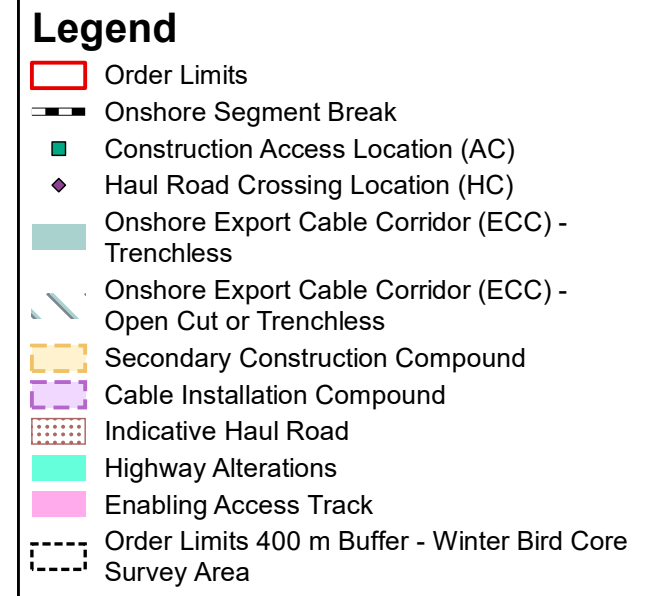 Legend
Order Limits
Onshore Segment Break
Construction Access Location (AC)
Haul Road Crossing Location (HC)
Onshore Export Cable Corridor (ECC) -
Trenchless
Onshore Export Cable Corridor (ECC) -
Open Cut or Trenchless
Secondary Construction Compound
Cable Installation Compound
Indicative Haul Road
Highway Alterations
Enabling Access Track
Order Limits 400 m Buffer - Winter Bird Core
Survey Area